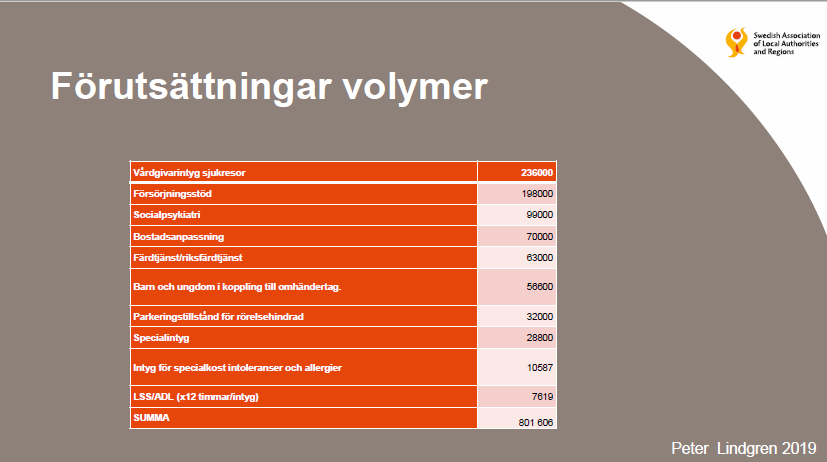 Swedish Association
of Local Authorities
and Regions
Förutsättningar volymer
Vårdgivarintyg sjukresor 236000
Försörjningsstöd 198000
Socialpsykiatri 99000
Bostadsanpassning 70000
Färdtjänst/riksfärdtjänst 63000
Barn och ungdom i koppling till omhändertag. 56600
Parkeringstillstånd för rörelsehindrad 32000
Specialintyg 28800
Intyg för specialkost intoleranser och allergier 10587
LSS/ADL (x12 timmar/intyg) 7619
SUMMA 801 606
Peter Lindgren 2019